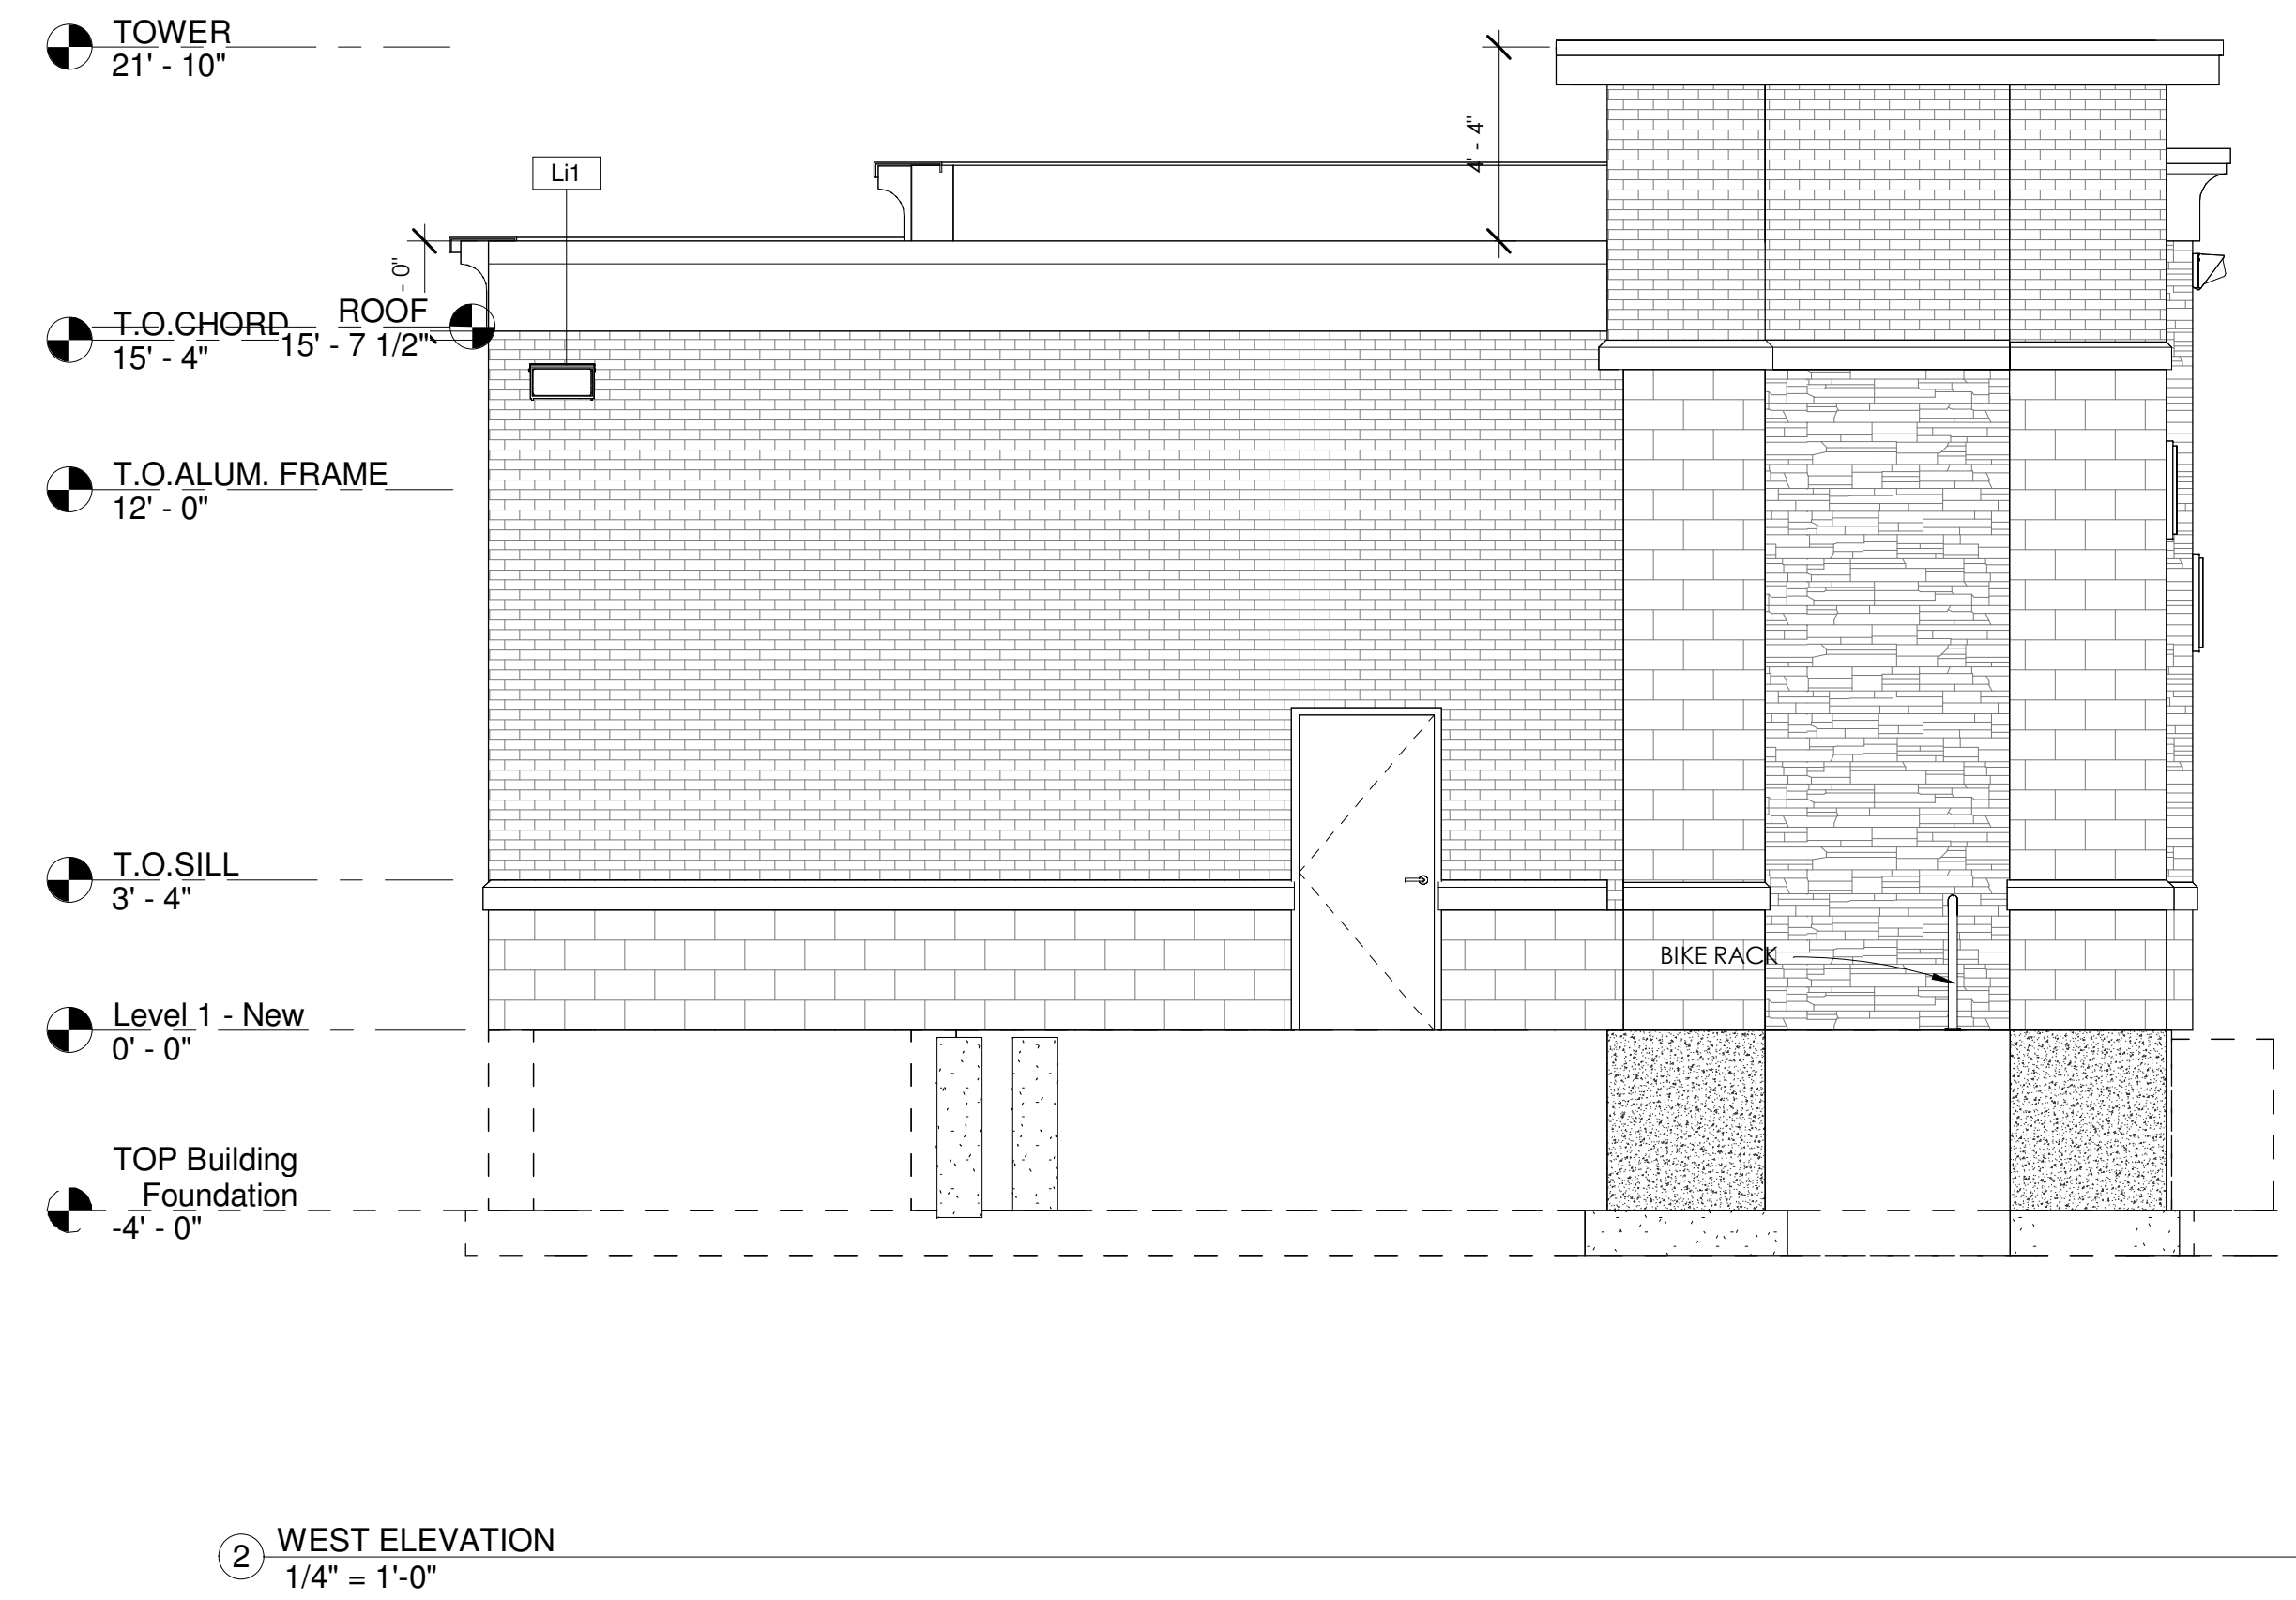 TOWER
21' - 10"
4' - 4"
Li1
- 0"
T.O.CHORD
15' - 4"
ROOF
15' - 7 1/2"
T.O.ALUM. FRAME
12' - 0"
T.O.SILL
3' - 4"
BIKE RACK
Level 1 - New
0' - 0"
TOP Building
Foundation
-4' - 0"
2
WEST ELEVATION
1/4" = 1'-0"